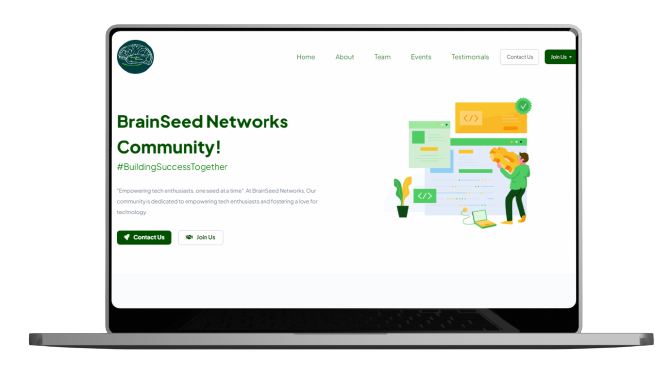 Home About Team Events Testimonials Contact Us Join Us
BrainSeed Networks
Community!
#BuildingSuccessTogether
"Empowering tech enthusiasts, one seed at a time". At BrainSeed Networks, Our
community is dedicated to empowering tech enthusiasts and fostering a love for
technology.
Contact Us Join Us